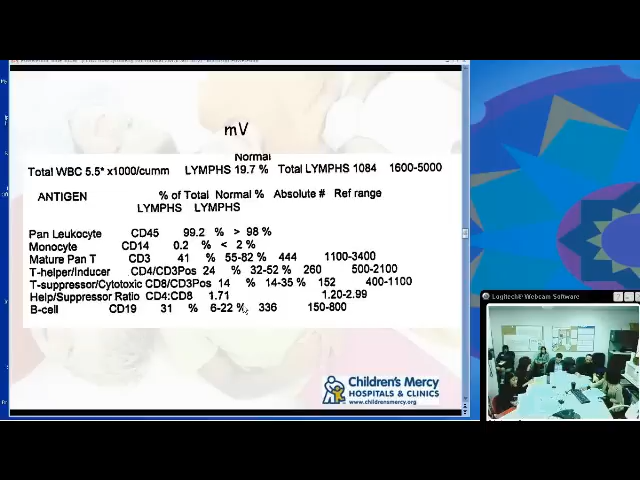 mV
Normal
Total WBC 5.5* x1000/cumm LYMPHS 19.7 % Total LYMPHS 1084 1600-5000
ANTIGEN % of Total Normal % Absolute # Ref range
LYMPHS LYMPHS
Pan Leukocyte CD45 99.2 % > 98 %
Monocyte CD14 0.2 % < 2 %
Mature Pan T CD3 41 % 55-82 % 444 1100-3400
T-helper/Inducer CD4/CD3Pos 24 % 32-52 % 260 500-2100
T-suppressor/Cytotoxic CD8/CD3Pos 14 % 14-35 % 152 400-1100
Help/Suppressor Ratio CD4:CD8 1.71 1.20-2.99
B-cell CD19 31 % 6-22 % 336 150-800
Children's Mercy
HOSPITALS & CLINICS
www.childrensmercy.org
Logitech® Webcam Software